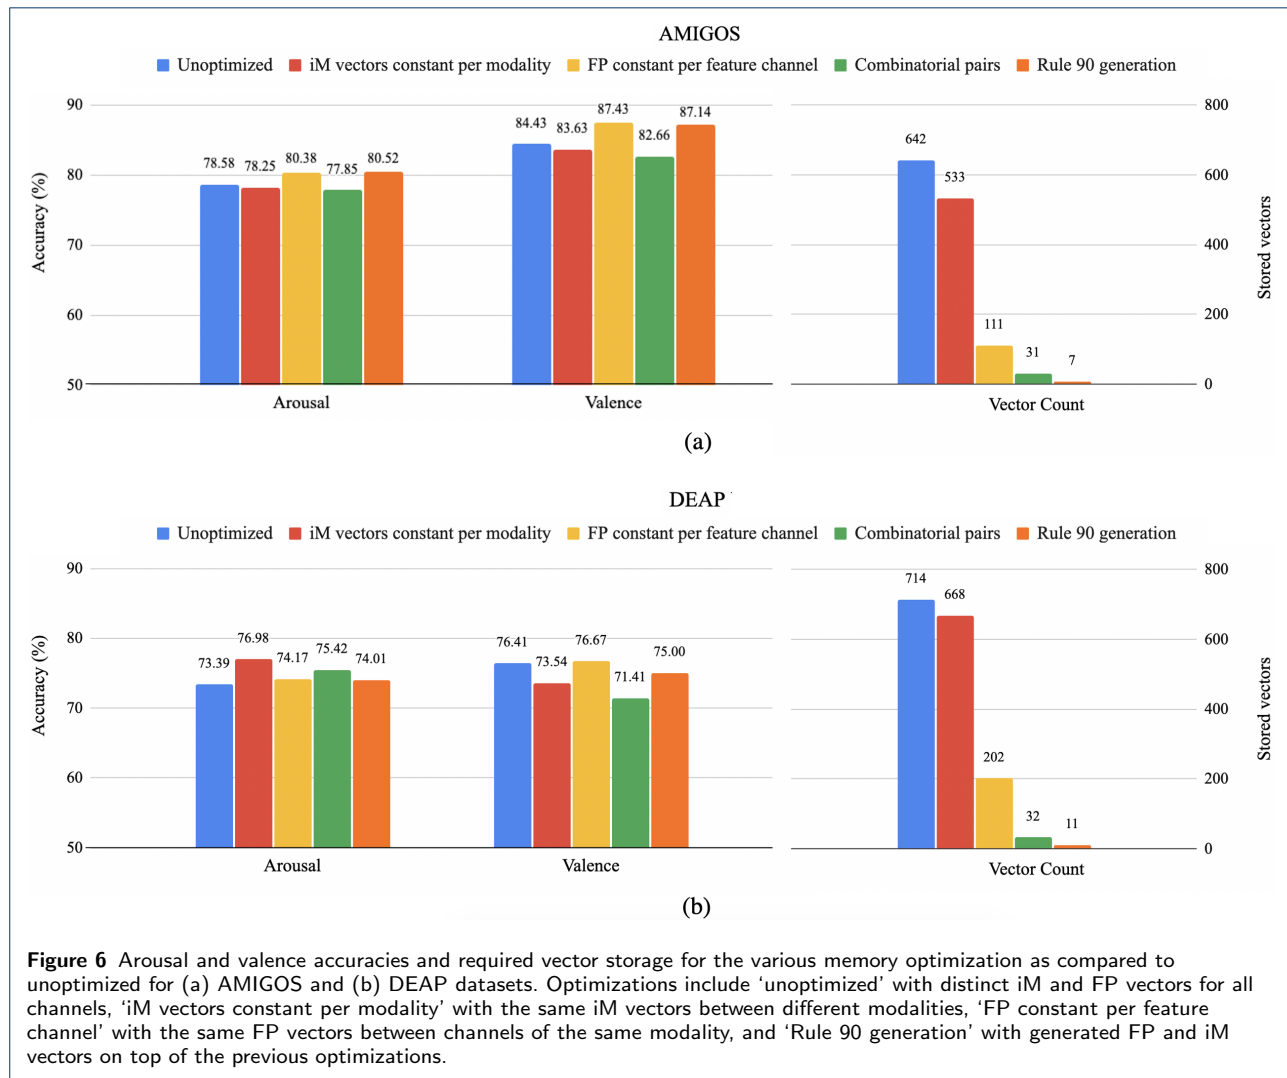 AMIGOS
Unoptimized iM vectors constant per modality FP constant per feature channel Combinatorial pairs Rule 90 generation
90
80
70
60
50
Accuracy (%)
78.58 78.25 80.38 77.85 80.52
84.43 83.63 87.43 82.66 87.14
Arousal Valence
642 533 111 31 7
800
600
400
200
0
Stored vectors
Vector Count
(a)
DEAP
Unoptimized iM vectors constant per modality FP constant per feature channel Combinatorial pairs Rule 90 generation
90
80
70
60
50
Accuracy (%)
73.39 76.98 74.17 75.42 74.01
76.41 73.54 76.67 71.41 75.00
Arousal Valence
714 668 202 32 11
800
600
400
200
0
Stored vectors
Vector Count
(b)
Figure 6 Arousal and valence accuracies and required vector storage for the various memory optimization as compared to
unoptimized for (a) AMIGOS and (b) DEAP datasets. Optimizations include ‘unoptimized’ with distinct iM and FP vectors for all
channels, ‘iM vectors constant per modality’ with the same iM vectors between different modalities, ‘FP constant per feature
channel’ with the same FP vectors between channels of the same modality, and ‘Rule 90 generation’ with generated FP and iM
vectors on top of the previous optimizations.